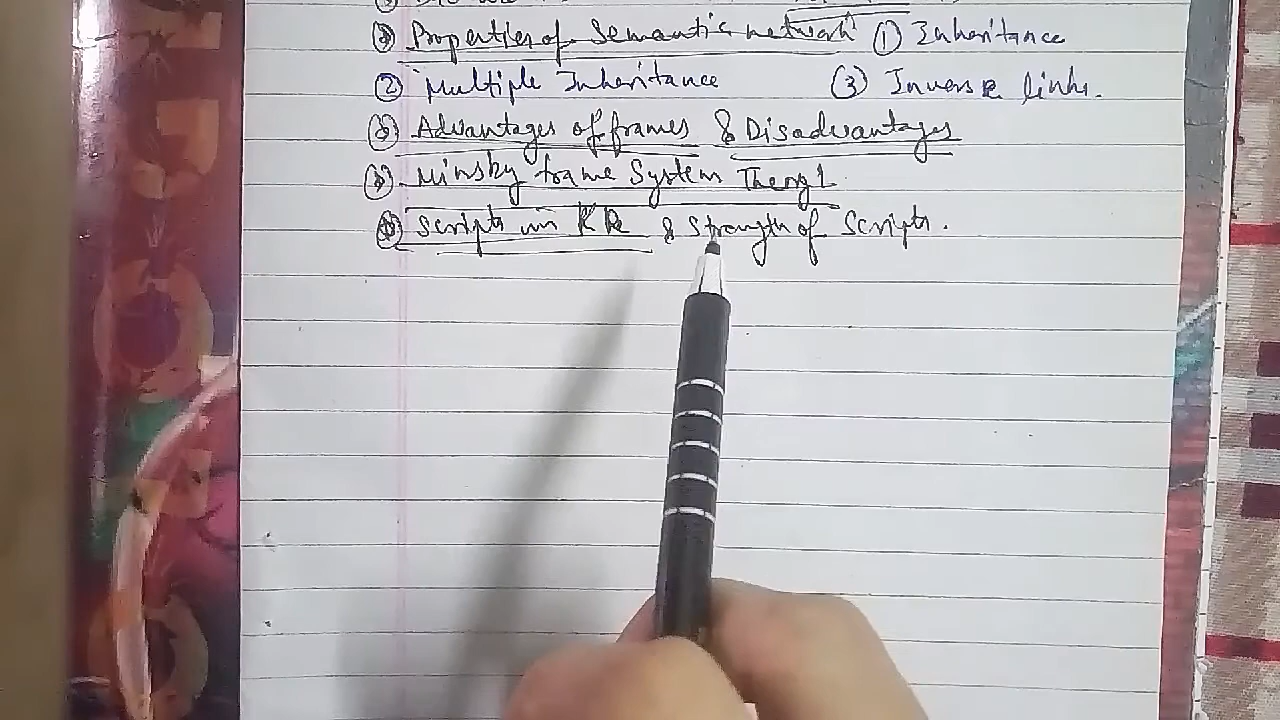 Properties of Semantic network ① Inheritance
② Multiple Inheritance ③ Inverse links.
Advantages of frames & Disadvantages
Minsky frame System
Scripts in KR & Strength of Scripts.